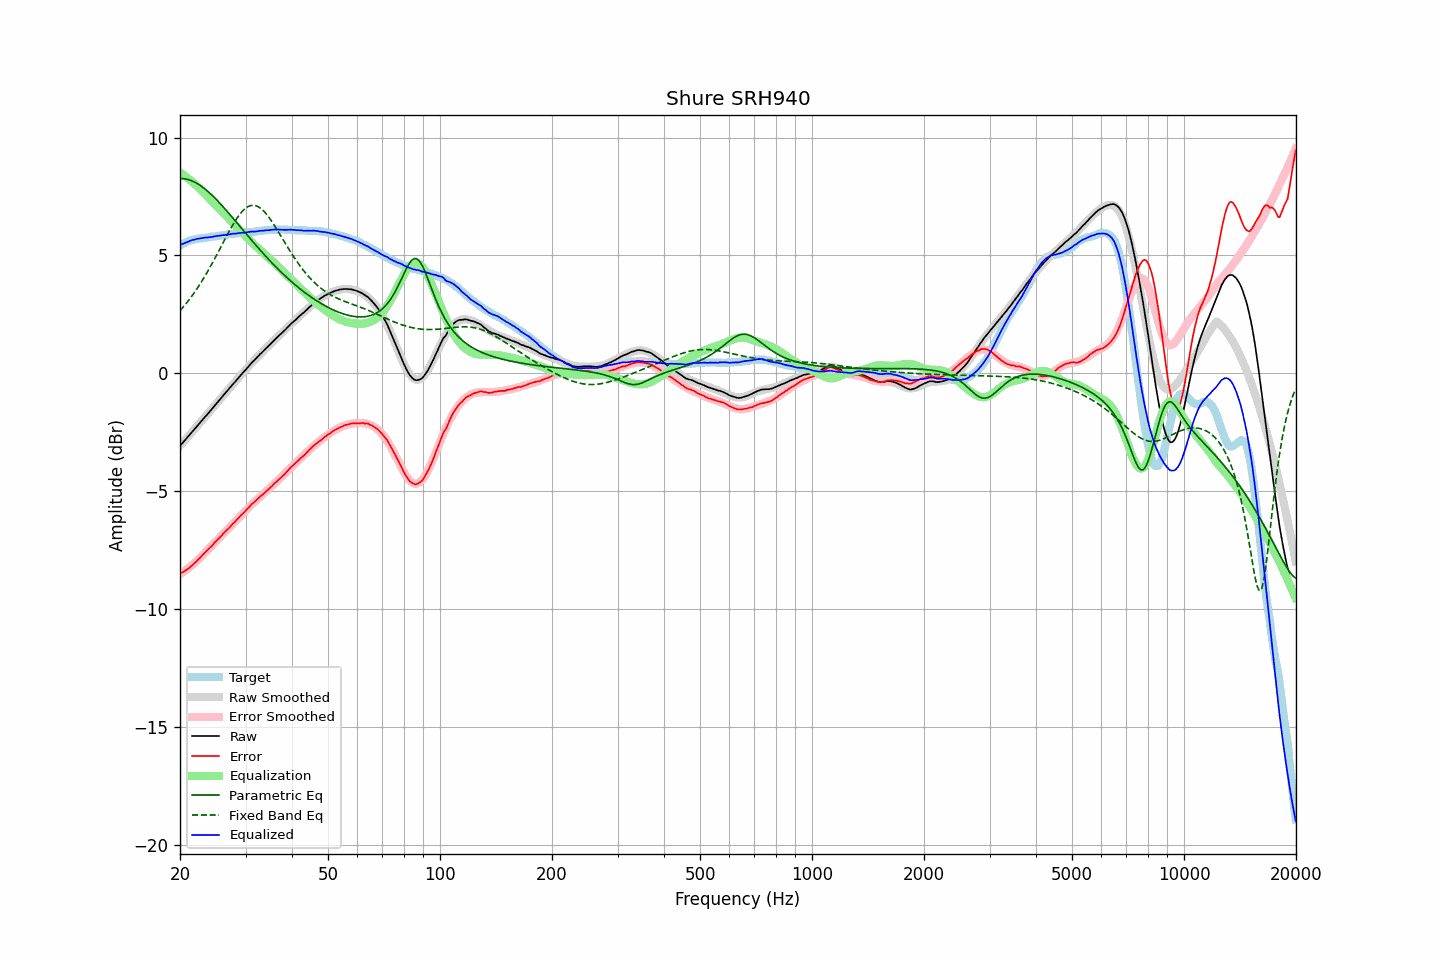 Shure SRH940
10
5
0
−5
−10
−15
−20
Amplitude (dBr)
Target
Raw Smoothed
Error Smoothed
Raw
Error
Equalization
Parametric Eq
Fixed Band Eq
Equalized
20
50
100
200
500
1000
2000
5000
10000
20000
Frequency (Hz)